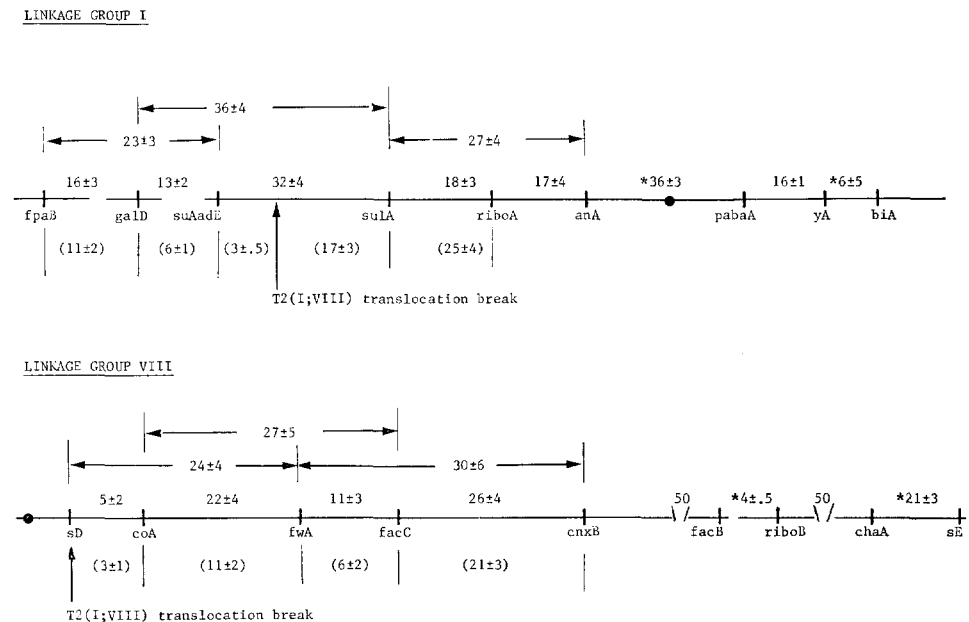 LINKAGE GROUP I
36±4
23±3
27±4
16±3 13±2 32±4 18±3 17±4 *36±3 16±1 *6±5
fpaB galD suAadE sulA riboA anA pabaA yA biA
(11±2) (6±1) (3±.5) (17±3) (25±4)
T2(I;VIII) translocation break
LINKAGE GROUP VIII
27±5
24±4 30±6
5±2 22±4 11±3 26±4 50 *4±.5 50 *21±3
sD coA fwA facC cnxB facB riboB chaA sE
(3±1) (11±2) (6±2) (21±3)
T2(I;VIII) translocation break